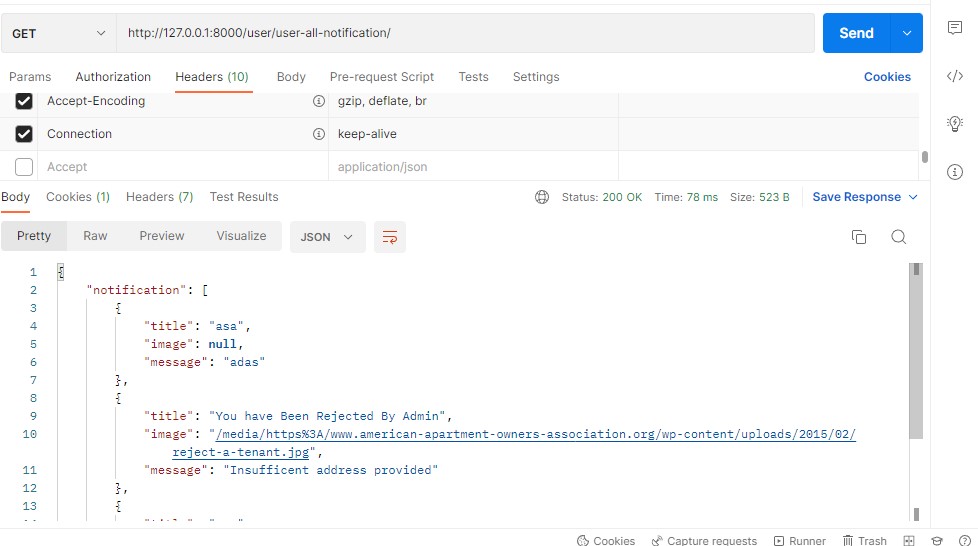 GET http://127.0.0.1:8000/user/user-all-notification/ Send
Params Authorization Headers (10) Body Pre-request Script Tests Settings Cookies
Accept-Encoding gzip, deflate, br
Connection keep-alive
Accept application/json
Body Cookies (1) Headers (7) Test Results Status: 200 OK Time: 78 ms Size: 523 B Save Response
Pretty Raw Preview Visualize JSON
1 {
2 "notification": [
3 {
4 "title": "asa",
5 "image": null,
6 "message": "adas"
7 },
8 {
9 "title": "You have Been Rejected By Admin",
10 "image": "/media/https%3A/www.american-apartment-owners-association.org/wp-content/uploads/2015/02/
reject-a-tenant.jpg",
11 "message": "Insufficent address provided"
12 },
13 {
Cookies Capture requests Runner Trash